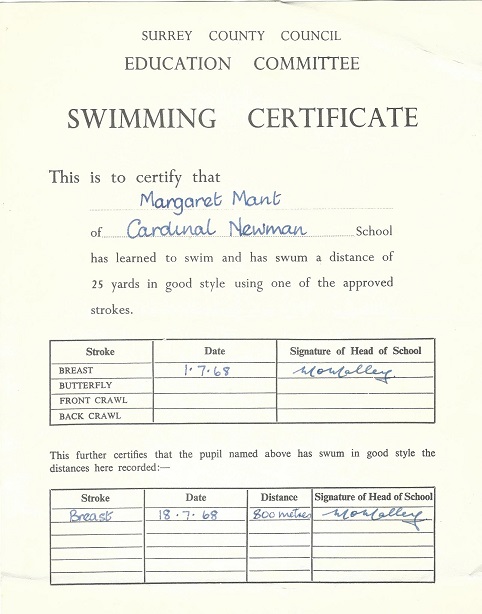 SURREY COUNTY COUNCIL
EDUCATION COMMITTEE
SWIMMING CERTIFICATE
This is to certify that
Margaret Mant
of Cardinal Newman School
has learned to swim and has swum a distance of
25 yards in good style using one of the approved
strokes.
Stroke Date Signature of Head of School
BREAST 1·7·68 MoMalley
BUTTERFLY
FRONT CRAWL
BACK CRAWL
This further certifies that the pupil named above has swum in good style the
distances here recorded:—
Stroke Date Distance Signature of Head of School
Breast 18·7·68 800 metres MoMalley